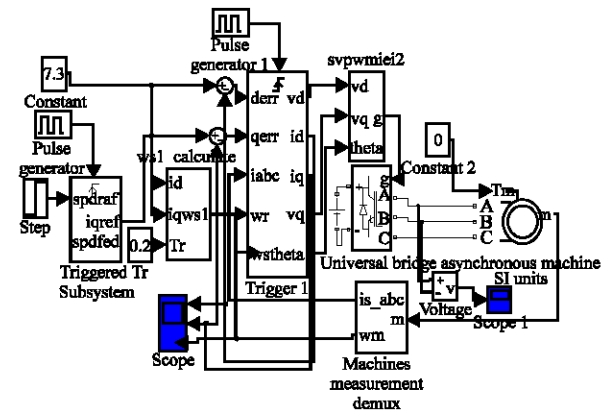 Pulse
generator 1
svpwmiei2
7.3
Constant
Pulse
generator
ws1 calculate
derr vd
qerr id
iabc iq
wr vq
wstheta
Trigger 1
vd
vq g
theta
0
Constant 2
Step
spdraf
iqref
spdfed
Triggered Tr
Subsystem
0.2
id
iqws1
Tr
g
A
B
C
Tm
A
B
C
m
Universal bridge asynchronous machine
SI units
+
-
v
Voltage
Scope 1
Scope
is_abc
m
wm
Machines
measurement
demux